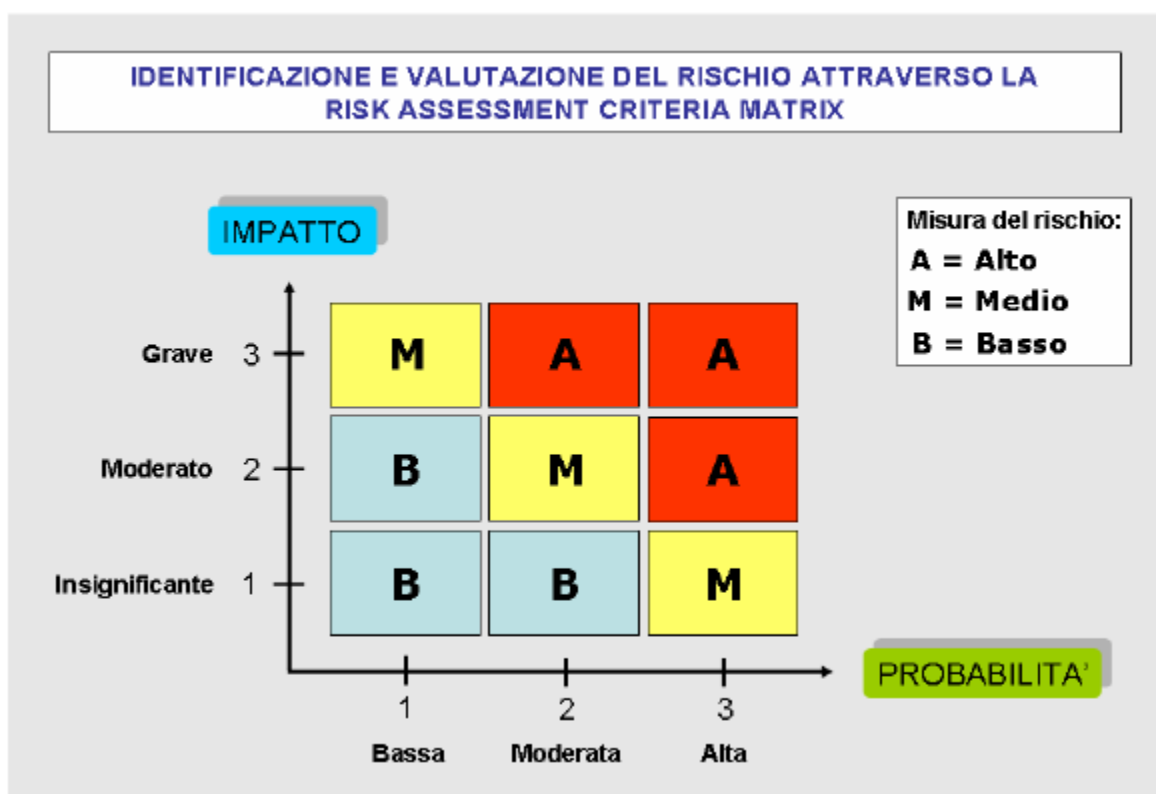 IDENTIFICAZIONE E VALUTAZIONE DEL RISCHIO ATTRAVERSO LA
RISK ASSESSMENT CRITERIA MATRIX
IMPATTO
Misura del rischio:
A = Alto
M = Medio
B = Basso
Grave 3 M A A
Moderato 2 B M A
Insignificante 1 B B M
PROBABILITA’
1 2 3
Bassa Moderata Alta